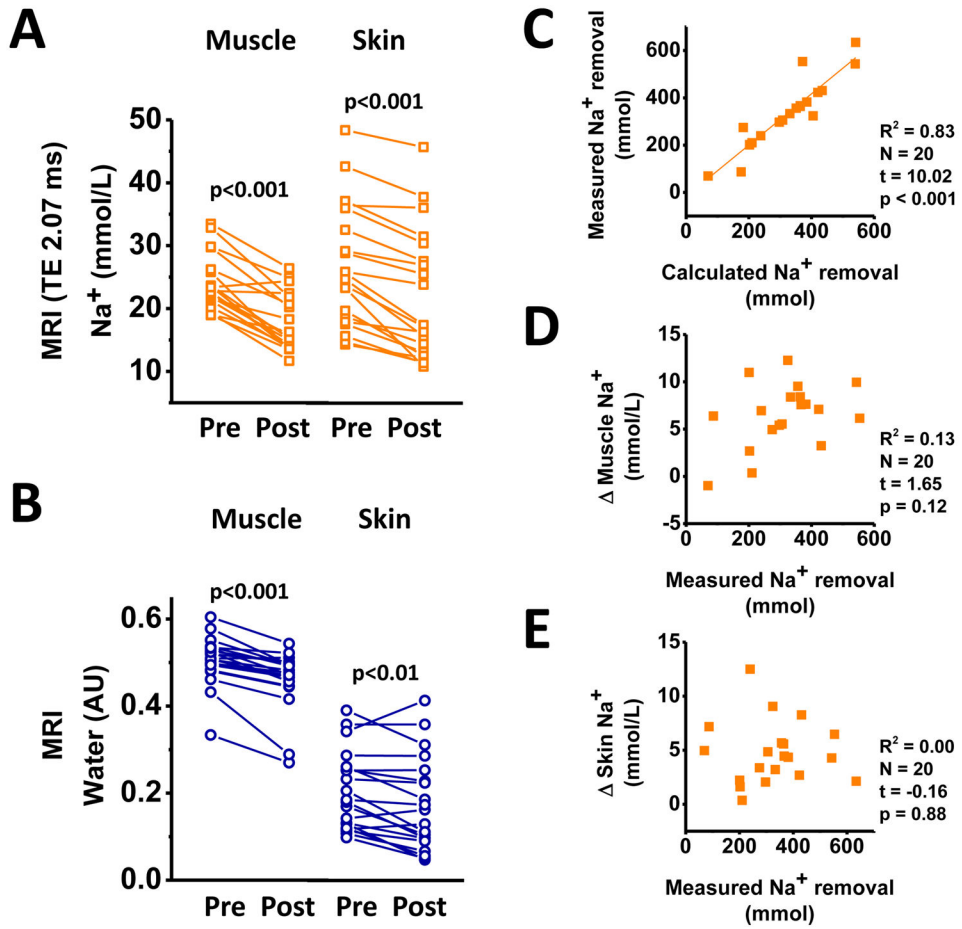 A
Muscle Skin
p<0.001
p<0.001
MRI (TE 2.07 ms)
Na⁺ (mmol/L)
50
40
30
20
10
Pre Post Pre Post
B
Muscle Skin
p<0.001
p<0.01
MRI
Water (AU)
0.6
0.4
0.2
0.0
Pre Post Pre Post
C
Measured Na⁺ removal
(mmol)
600
400
200
0
0 200 400 600
Calculated Na⁺ removal
(mmol)
R² = 0.83
N = 20
t = 10.02
p < 0.001
D
Δ Muscle Na⁺
(mmol/L)
15
10
5
0
-5
0 200 400 600
Measured Na⁺ removal
(mmol)
R² = 0.13
N = 20
t = 1.65
p = 0.12
E
Δ Skin Na⁺
(mmol/L)
15
10
5
0
0 200 400 600
Measured Na⁺ removal
(mmol)
R² = 0.00
N = 20
t = -0.16
p = 0.88